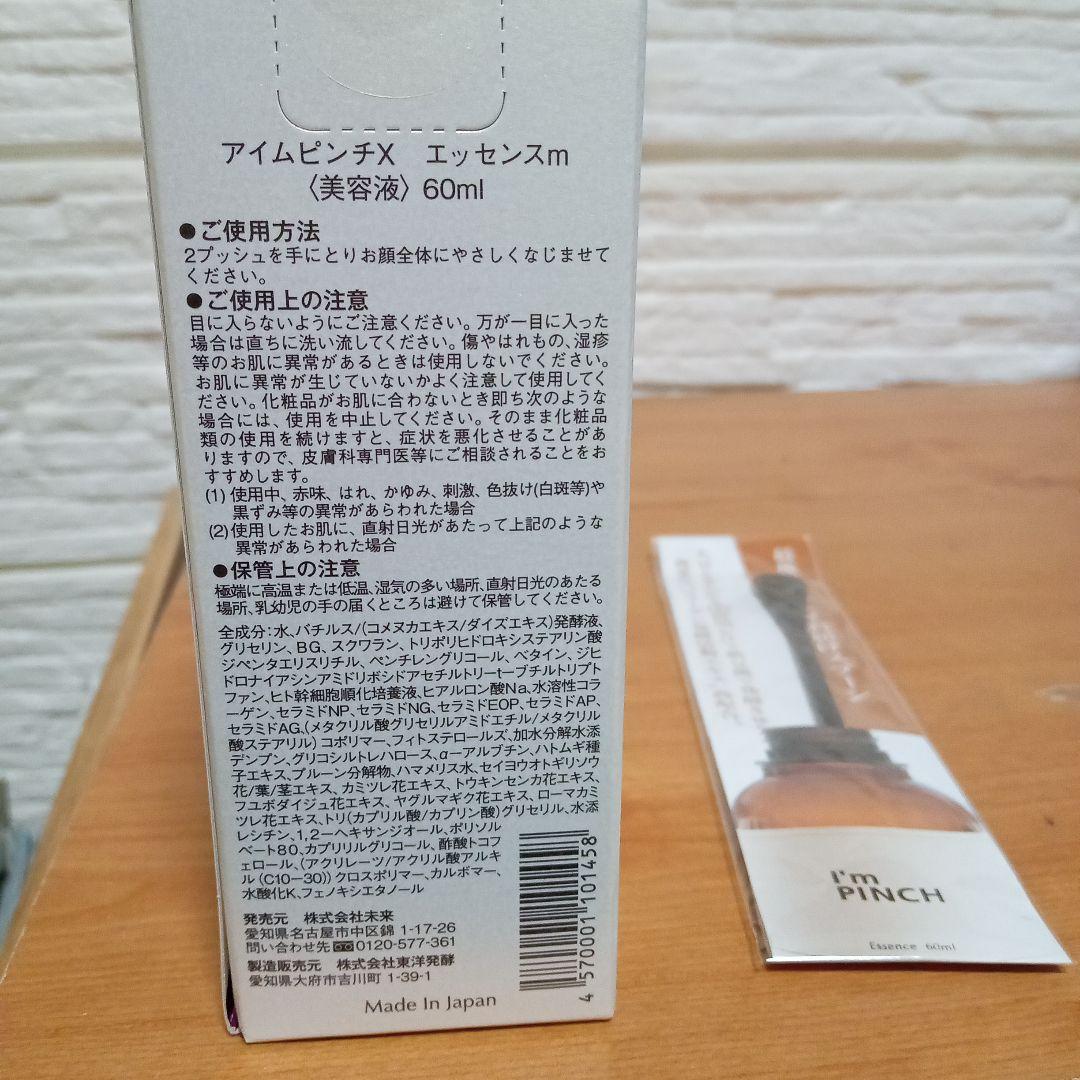 アイムピンチX　エッセンスm
〈美容液〉60ml
●ご使用方法
2プッシュを手にとりお顔全体にやさしくなじませて
ください。
●ご使用上の注意
目に入らないようにご注意ください。万が一目に入った
場合は直ちに洗い流してください。傷やはれもの、湿疹
等のお肌に異常があるときは使用しないでください。
お肌に異常が生じていないかよく注意して使用してく
ださい。化粧品がお肌に合わないとき即ち次のような
場合には、使用を中止してください。そのまま化粧品
類の使用を続けますと、症状を悪化させることがあ
りますので、皮膚科専門医等にご相談されることをお
すすめします。
(1) 使用中、赤味、はれ、かゆみ、刺激、色抜け(白斑等)や
黒ずみ等の異常があらわれた場合
(2) 使用したお肌に、直射日光があたって上記のような
異常があらわれた場合
●保管上の注意
極端に高温または低温、湿気の多い場所、直射日光のあたる
場所、乳幼児の手の届くところは避けて保管してください。
全成分：水、バチルス/(コメヌカエキス/ダイズエキス)発酵液、
グリセリン、BG、スクワラン、トリポリヒドロキシステアリン酸
ジペンタエリスリチル、ペンチレングリコール、ベタイン、ジヒ
ドロナイアシンアミドリボシドアセチルトリーtーブチルトリプト
ファン、ヒト幹細胞順化培養液、ヒアルロン酸Na、水溶性コラ
ーゲン、セラミドNP、セラミドNG、セラミドEOP、セラミドAP、
セラミドAG、(メタクリル酸グリセリルアミドエチル/メタクリル
酸ステアリル)コポリマー、フィトステロールズ、加水分解水添
デンプン、グリコシルトレハロース、αーアルブチン、ハトムギ種
子エキス、プルーン分解物、ハマメリス水、セイヨウオトギリソウ
花/葉/茎エキス、カミツレ花エキス、トウキンセンカ花エキス、
フユボダイジュ花エキス、ヤグルマギク花エキス、ローマカミ
ツレ花エキス、トリ(カプリル酸/カプリン酸)グリセリル、水添
レシチン、1,2ーヘキサンジオール、ポリソル
ベート80、カプリリルグリコール、酢酸トコフ
ェロール、(アクリレーツ/アクリル酸アルキ
ル(C10ー30))クロスポリマー、カルボマー、
水酸化K、フェノキシエタノール
発売元　株式会社未来
愛知県名古屋市中区錦 1-17-26
問い合わせ先 0120-577-361
製造販売元　株式会社東洋発酵
愛知県大府市吉川町 1-39-1
Made In Japan
4 570001 101458
I'm
PINCH
Essence 60ml